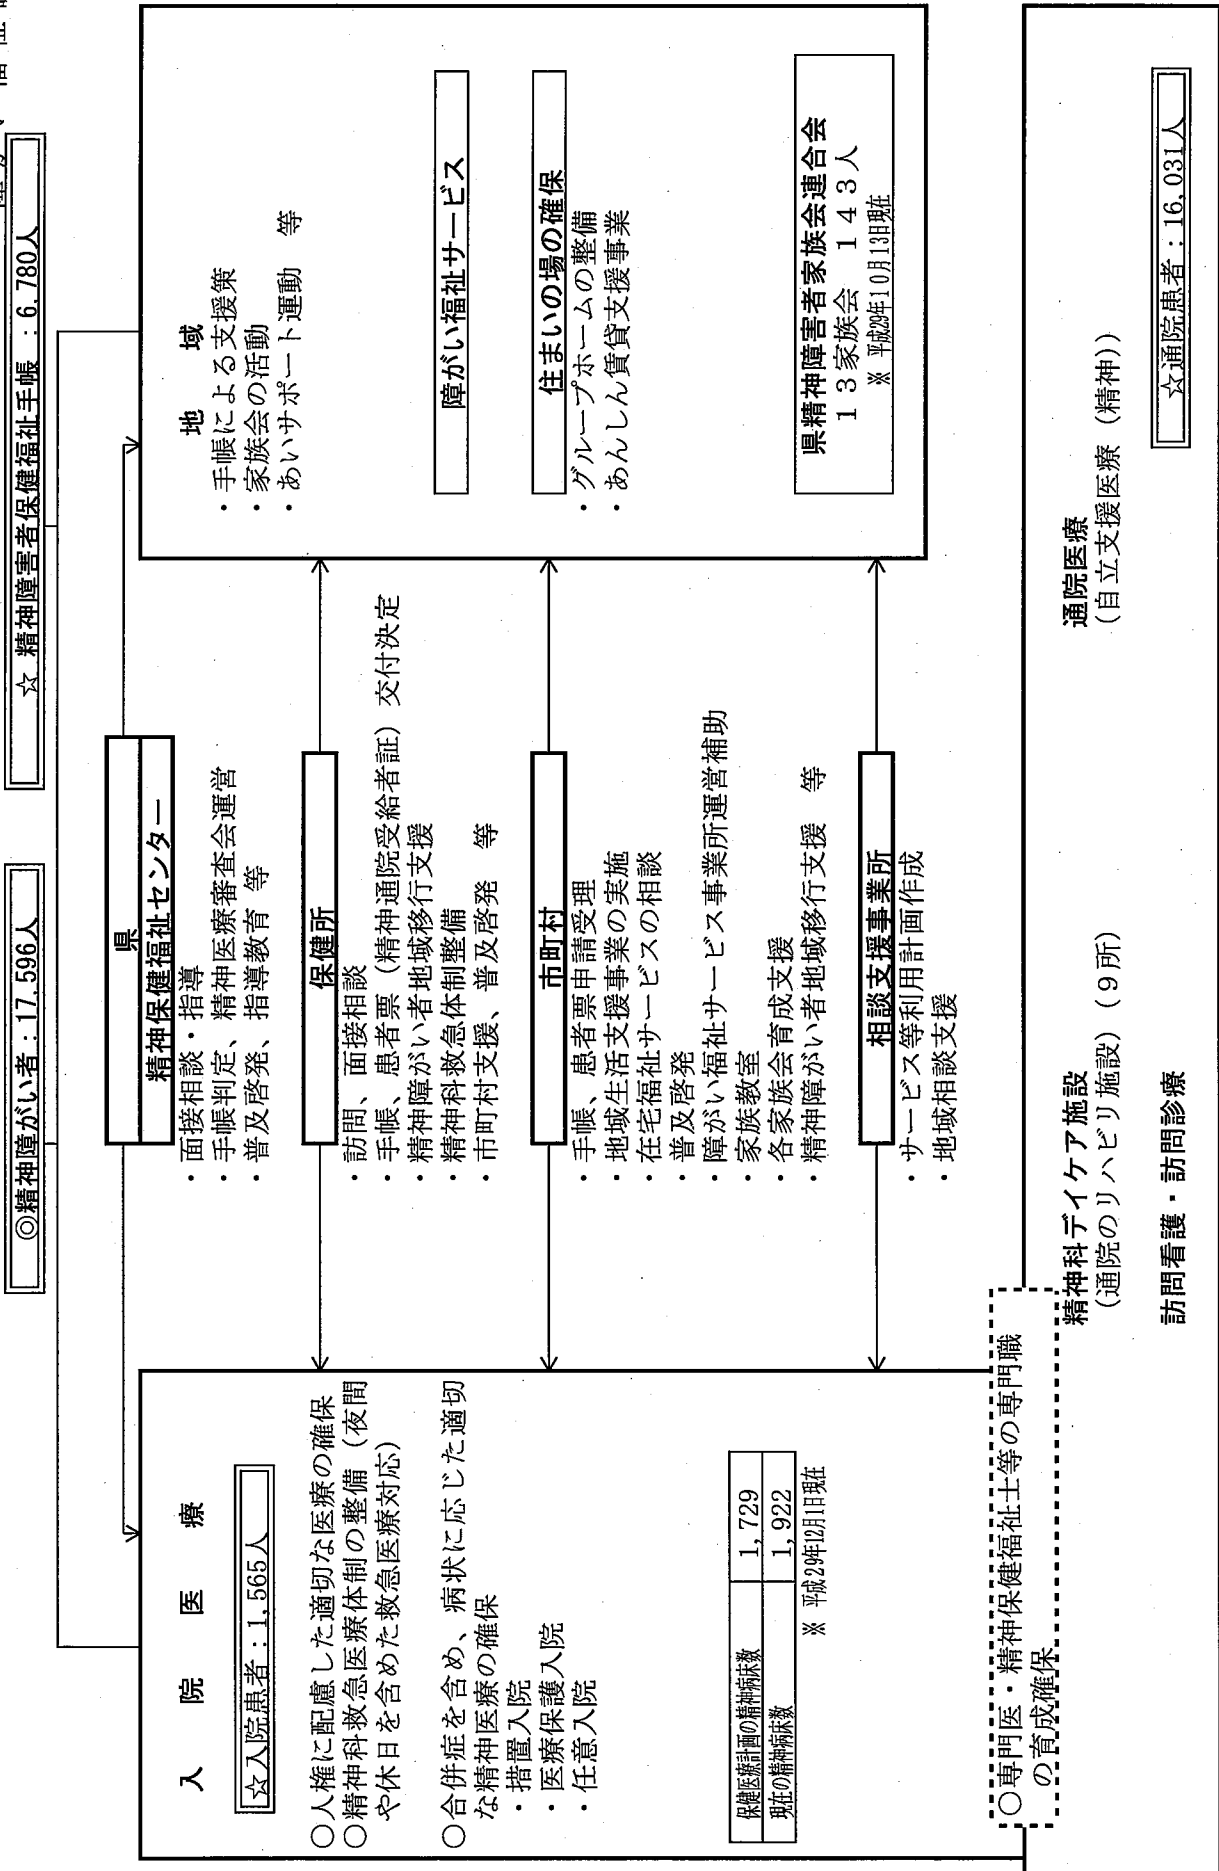 ◎精神障がい者：17,596人
☆ 精神障害者保健福祉手帳：6,780人
入 院 医 療
☆入院患者：1,565人
○人権に配慮した適切な医療の確保
○精神科救急医療体制の整備（夜間
や休日を含めた救急医療対応）
○合併症を含め、病状に応じた適切
な精神医療の確保
・措置入院
・医療保護入院
・任意入院
保健医療計画の精神病床数 1,729
現在の精神病床数 1,922
※ 平成29年12月1日現在
○専門医・精神保健福祉士等の専門職
の育成確保
県
精神保健福祉センター
・面接相談・指導
・手帳判定、精神医療審査会運営
・普及啓発、指導教育 等
保健所
・訪問、面接相談
・手帳、患者票（精神通院受給者証）交付決定
・精神障がい者地域移行支援
・精神科救急体制整備
・市町村支援、普及啓発 等
市町村
・手帳、患者票申請受理
・地域生活支援事業の実施
・在宅福祉サービスの相談
・普及啓発
・障がい福祉サービス事業所運営補助
・家族教室
・各家族会育成支援
・精神障がい者地域移行支援 等
相談支援事業所
・サービス等利用計画作成
・地域相談支援
地 域
・手帳による支援策
・家族会の活動
・あいサポート運動 等
障がい福祉サービス
住まいの場の確保
・グループホームの整備
・あんしん賃貸支援事業
県精神障害者家族会連合会
１３家族会 １４３人
※ 平成29年10月13日現在
精神科デイケア施設
（通院のリハビリ施設）（９所）
訪問看護・訪問診療
通院医療
（自立支援医療（精神））
☆通院患者：16,031人